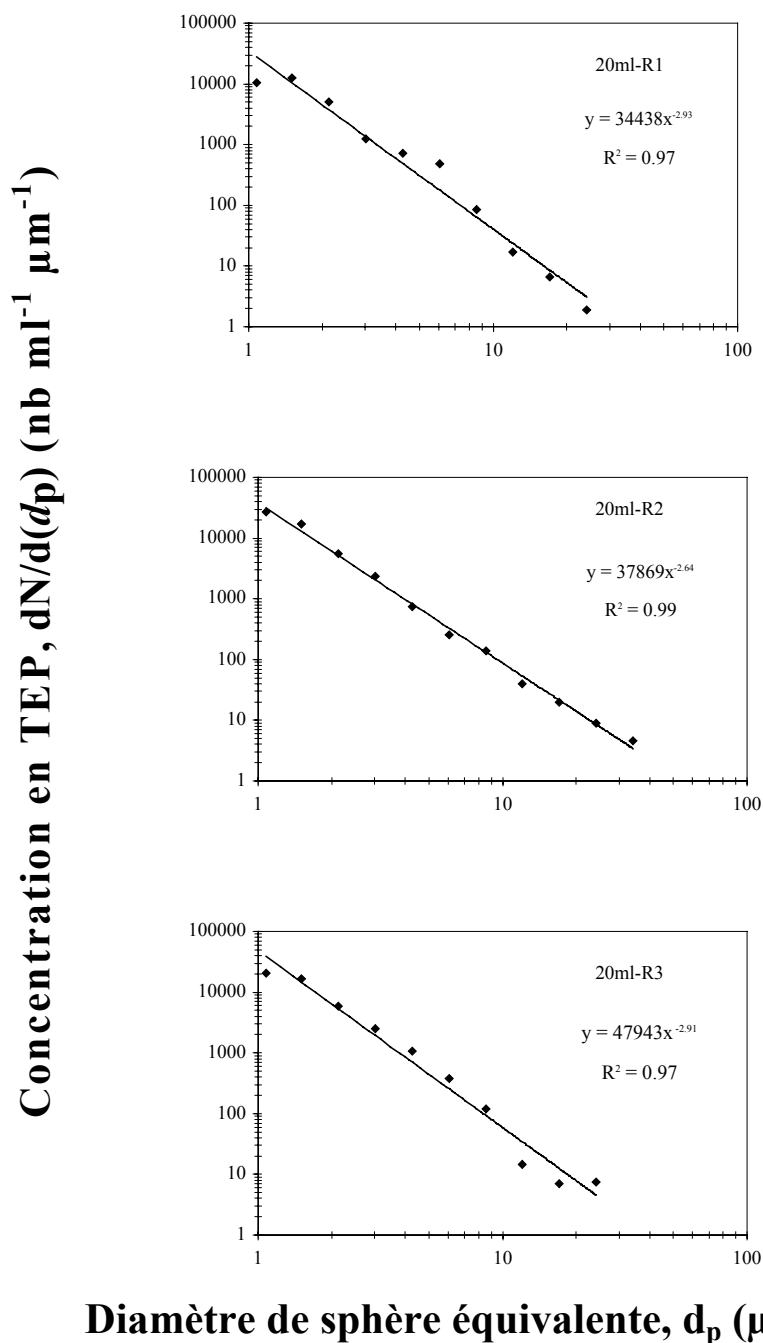 Concentration en TEP, dN/d(dp) (nb ml-1 µm-1)
100000
10000
1000
100
10
1
1
10
100
20ml-R1
y = 34438x-2.93
R2 = 0.97
100000
10000
1000
100
10
1
1
10
100
20ml-R2
y = 37869x-2.64
R2 = 0.99
100000
10000
1000
100
10
1
1
10
100
20ml-R3
y = 47943x-2.91
R2 = 0.97
Diamètre de sphère équivalente, dp (µ